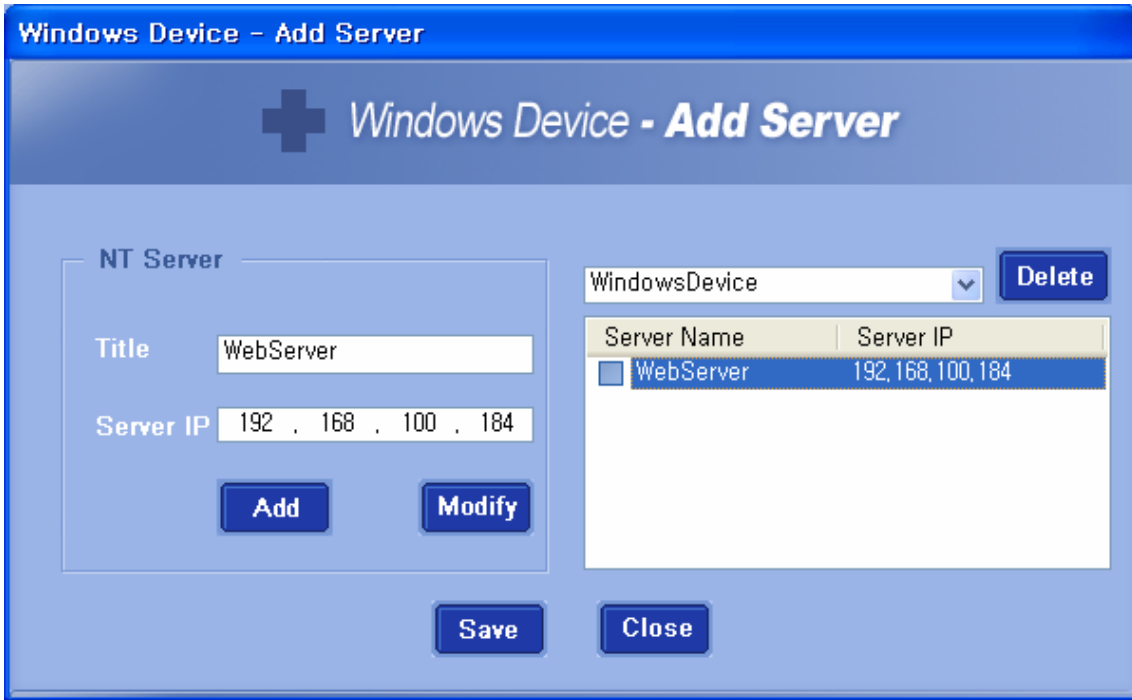 Windows Device - Add Server
Windows Device - Add Server
NT Server
Title WebServer
Server IP 192 . 168 . 100 . 184
Add Modify
WindowsDevice Delete
Server Name Server IP
WebServer 192,168,100,184
Save Close